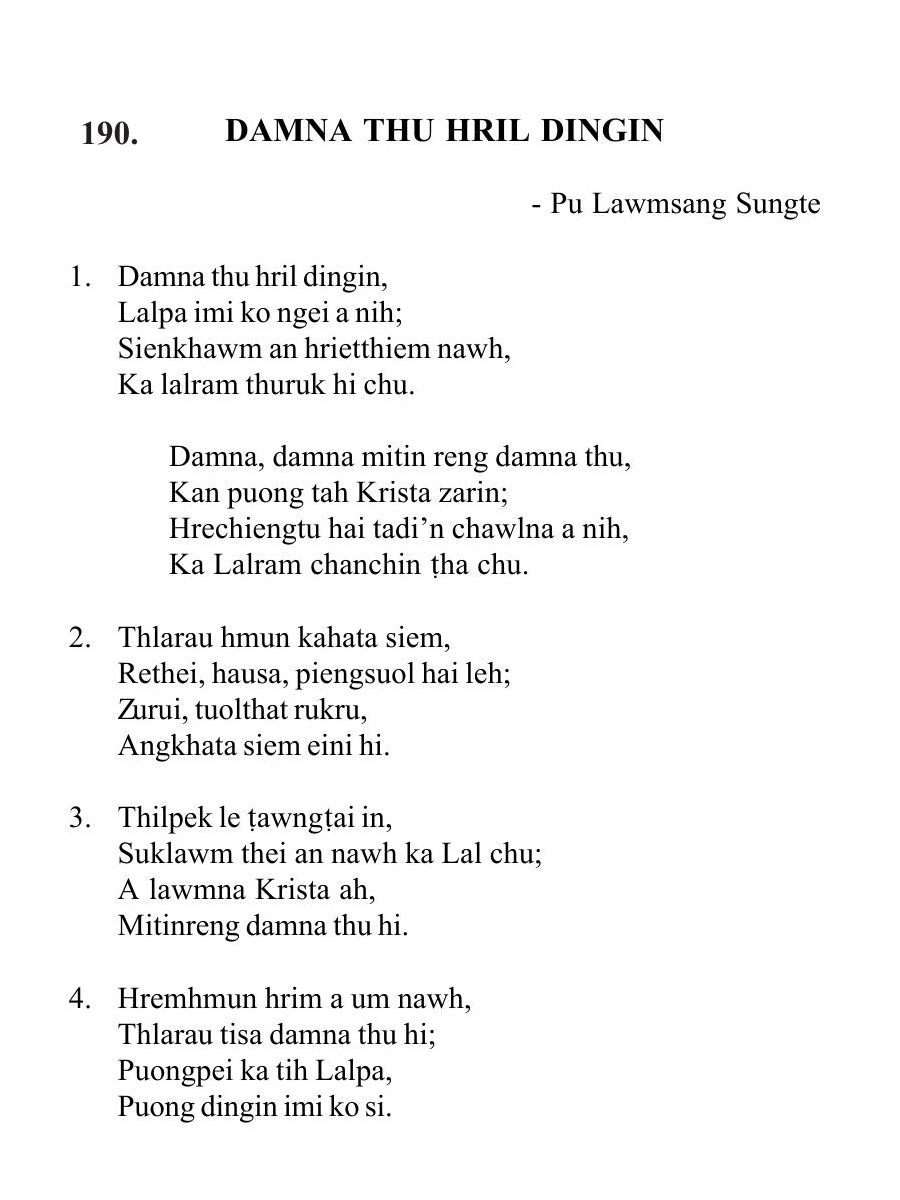 190. DAMNA THU HRIL DINGIN
- Pu Lawmsang Sungte
1. Damna thu hril dingin,
Lalpa imi ko ngei a nih;
Sienkhawm an hrietthiem nawh,
Ka lalram thuruk hi chu.
Damna, damna mitin reng damna thu,
Kan puong tah Krista zarin;
Hrechiengtu hai tadi’n chawlna a nih,
Ka Lalram chanchin ṭha chu.
2. Thlarau hmun kahata siem,
Rethei, hausa, piengsuol hai leh;
Zurui, tuolthat rukru,
Angkhata siem eini hi.
3. Thilpek le ṭawngṭai in,
Suklawm thei an nawh ka Lal chu;
A lawmna Krista ah,
Mitinreng damna thu hi.
4. Hremhmun hrim a um nawh,
Thlarau tisa damna thu hi;
Puongpei ka tih Lalpa,
Puong dingin imi ko si.